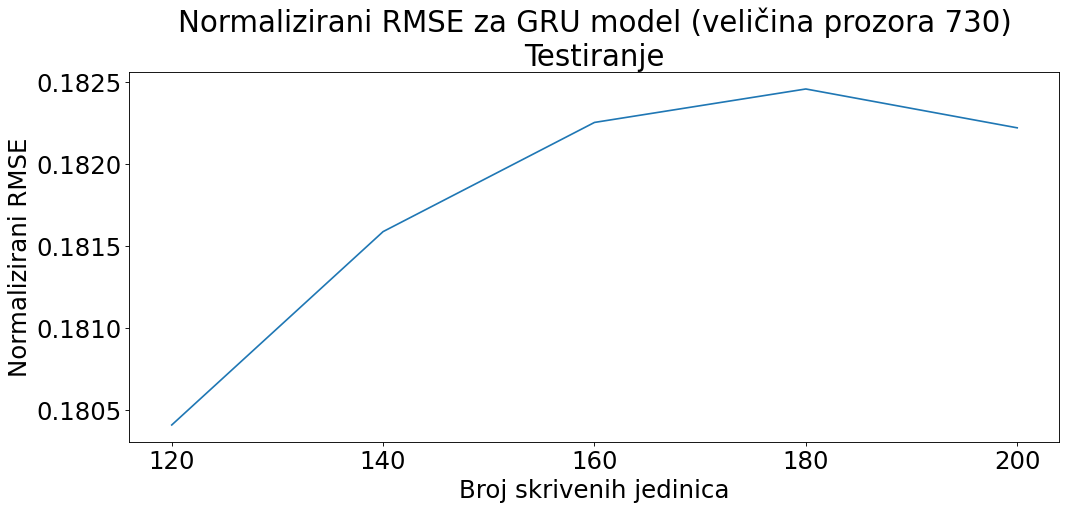 Normalizirani RMSE za GRU model (veličina prozora 730)
Testiranje
Normalizirani RMSE
0.1825
0.1820
0.1815
0.1810
0.1805
120 140 160 180 200
Broj skrivenih jedinica